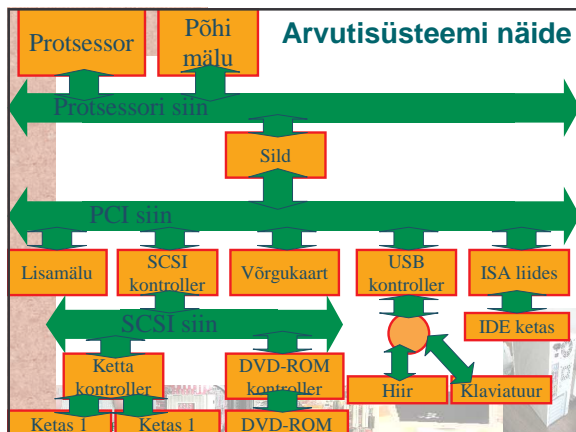 Arvutisüsteemi näide
Protsessor
Põhi
mälu
Protsessori siin
Sild
PCI siin
Lisamälu
SCSI
kontroller
Võrgukaart
USB
kontroller
ISA liides
SCSI siin
IDE ketas
Ketta
kontroller
DVD-ROM
kontroller
Hiir
Klaviatuur
Ketas 1
Ketas 1
DVD-ROM